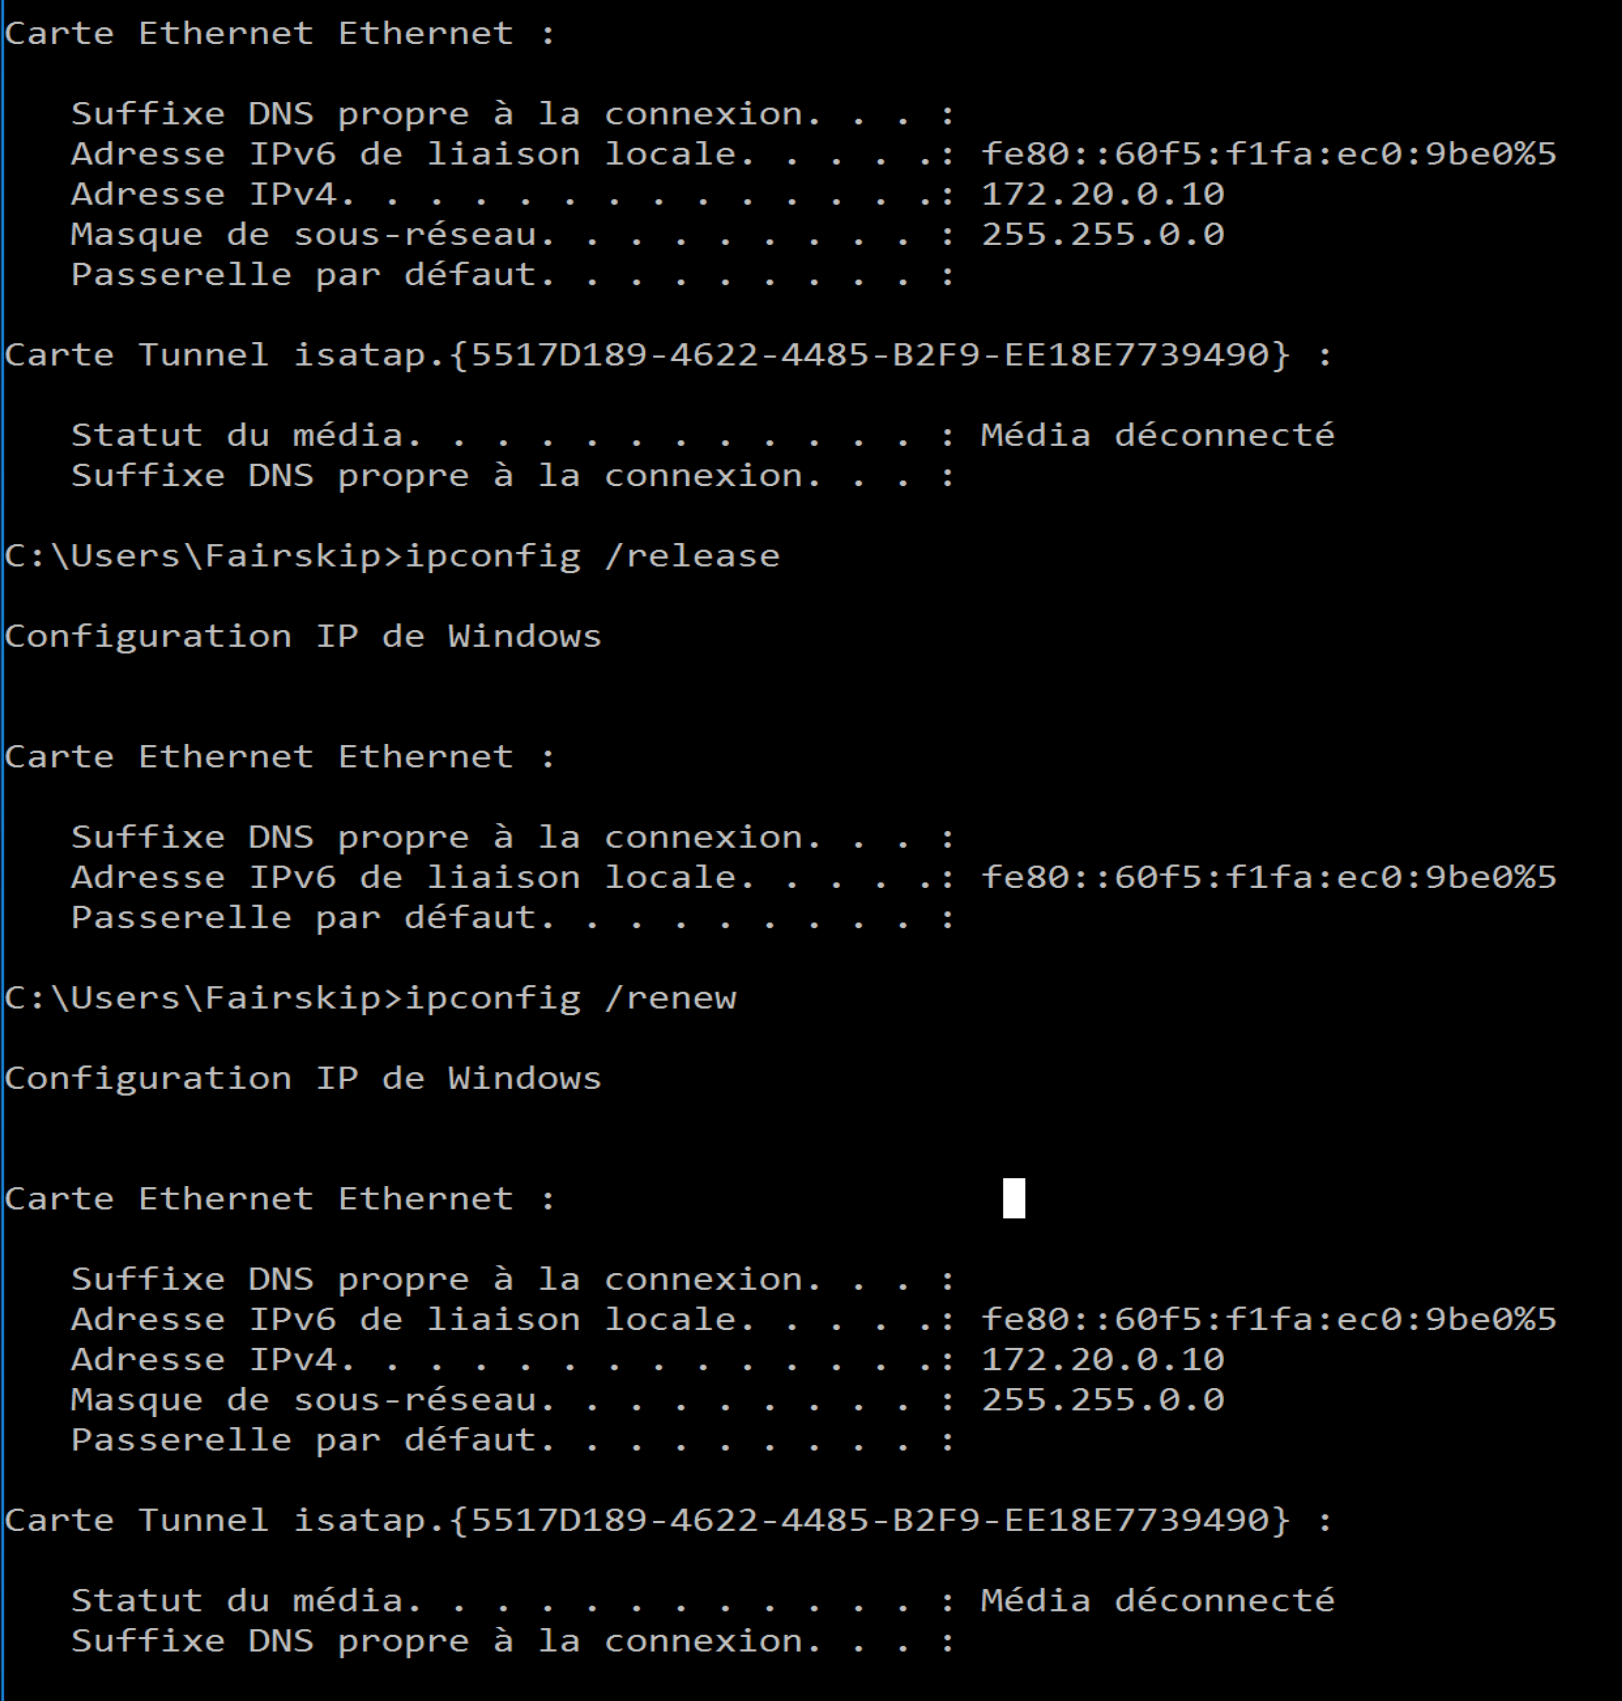 Carte Ethernet Ethernet :
Suffixe DNS propre à la connexion. . . :
Adresse IPv6 de liaison locale. . . . .: fe80::60f5:f1fa:ec0:9be0%5
Adresse IPv4. . . . . . . . . . . . . .: 172.20.0.10
Masque de sous-réseau. . . . . . . . . : 255.255.0.0
Passerelle par défaut. . . . . . . . . :
Carte Tunnel isatap.{5517D189-4622-4485-B2F9-EE18E7739490} :
Statut du média. . . . . . . . . . . . : Média déconnecté
Suffixe DNS propre à la connexion. . . :
C:\Users\Fairskip>ipconfig /release
Configuration IP de Windows
Carte Ethernet Ethernet :
Suffixe DNS propre à la connexion. . . :
Adresse IPv6 de liaison locale. . . . .: fe80::60f5:f1fa:ec0:9be0%5
Passerelle par défaut. . . . . . . . . :
C:\Users\Fairskip>ipconfig /renew
Configuration IP de Windows
Carte Ethernet Ethernet :
Suffixe DNS propre à la connexion. . . :
Adresse IPv6 de liaison locale. . . . .: fe80::60f5:f1fa:ec0:9be0%5
Adresse IPv4. . . . . . . . . . . . . .: 172.20.0.10
Masque de sous-réseau. . . . . . . . . : 255.255.0.0
Passerelle par défaut. . . . . . . . . :
Carte Tunnel isatap.{5517D189-4622-4485-B2F9-EE18E7739490} :
Statut du média. . . . . . . . . . . . : Média déconnecté
Suffixe DNS propre à la connexion. . . :